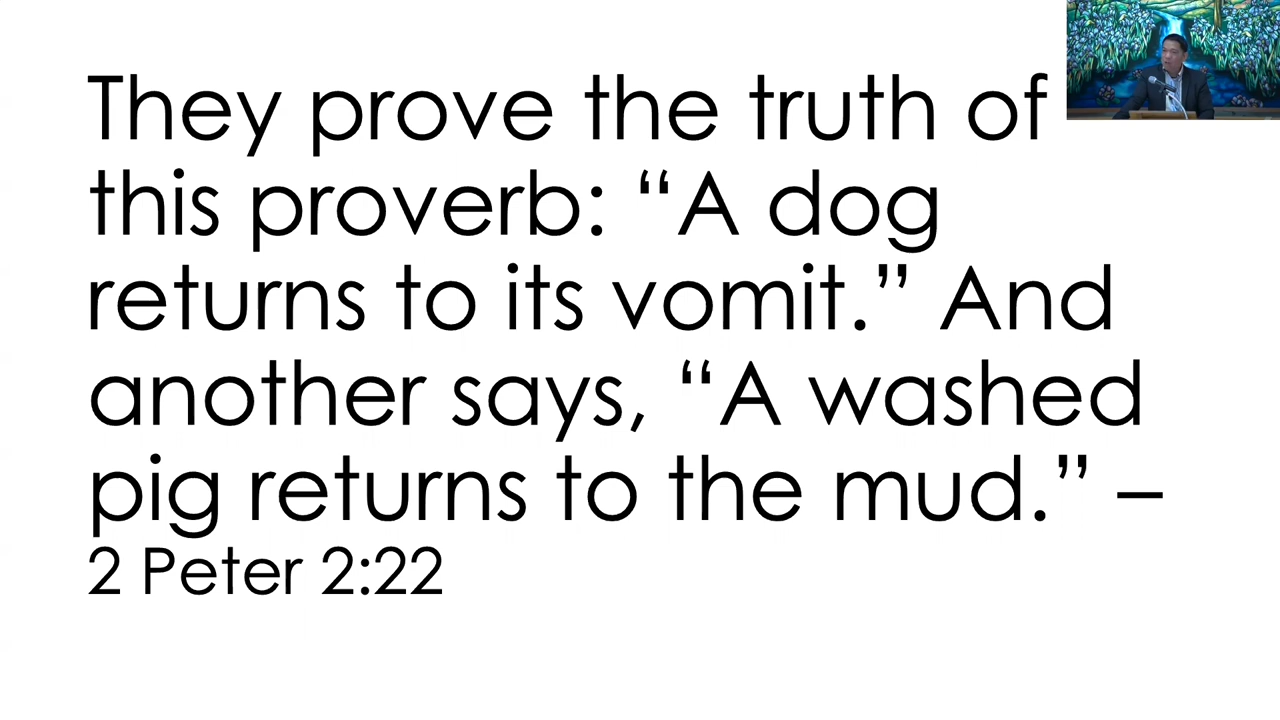 They prove the truth of
this proverb: “A dog
returns to its vomit.” And
another says, “A washed
pig returns to the mud.” –
2 Peter 2:22